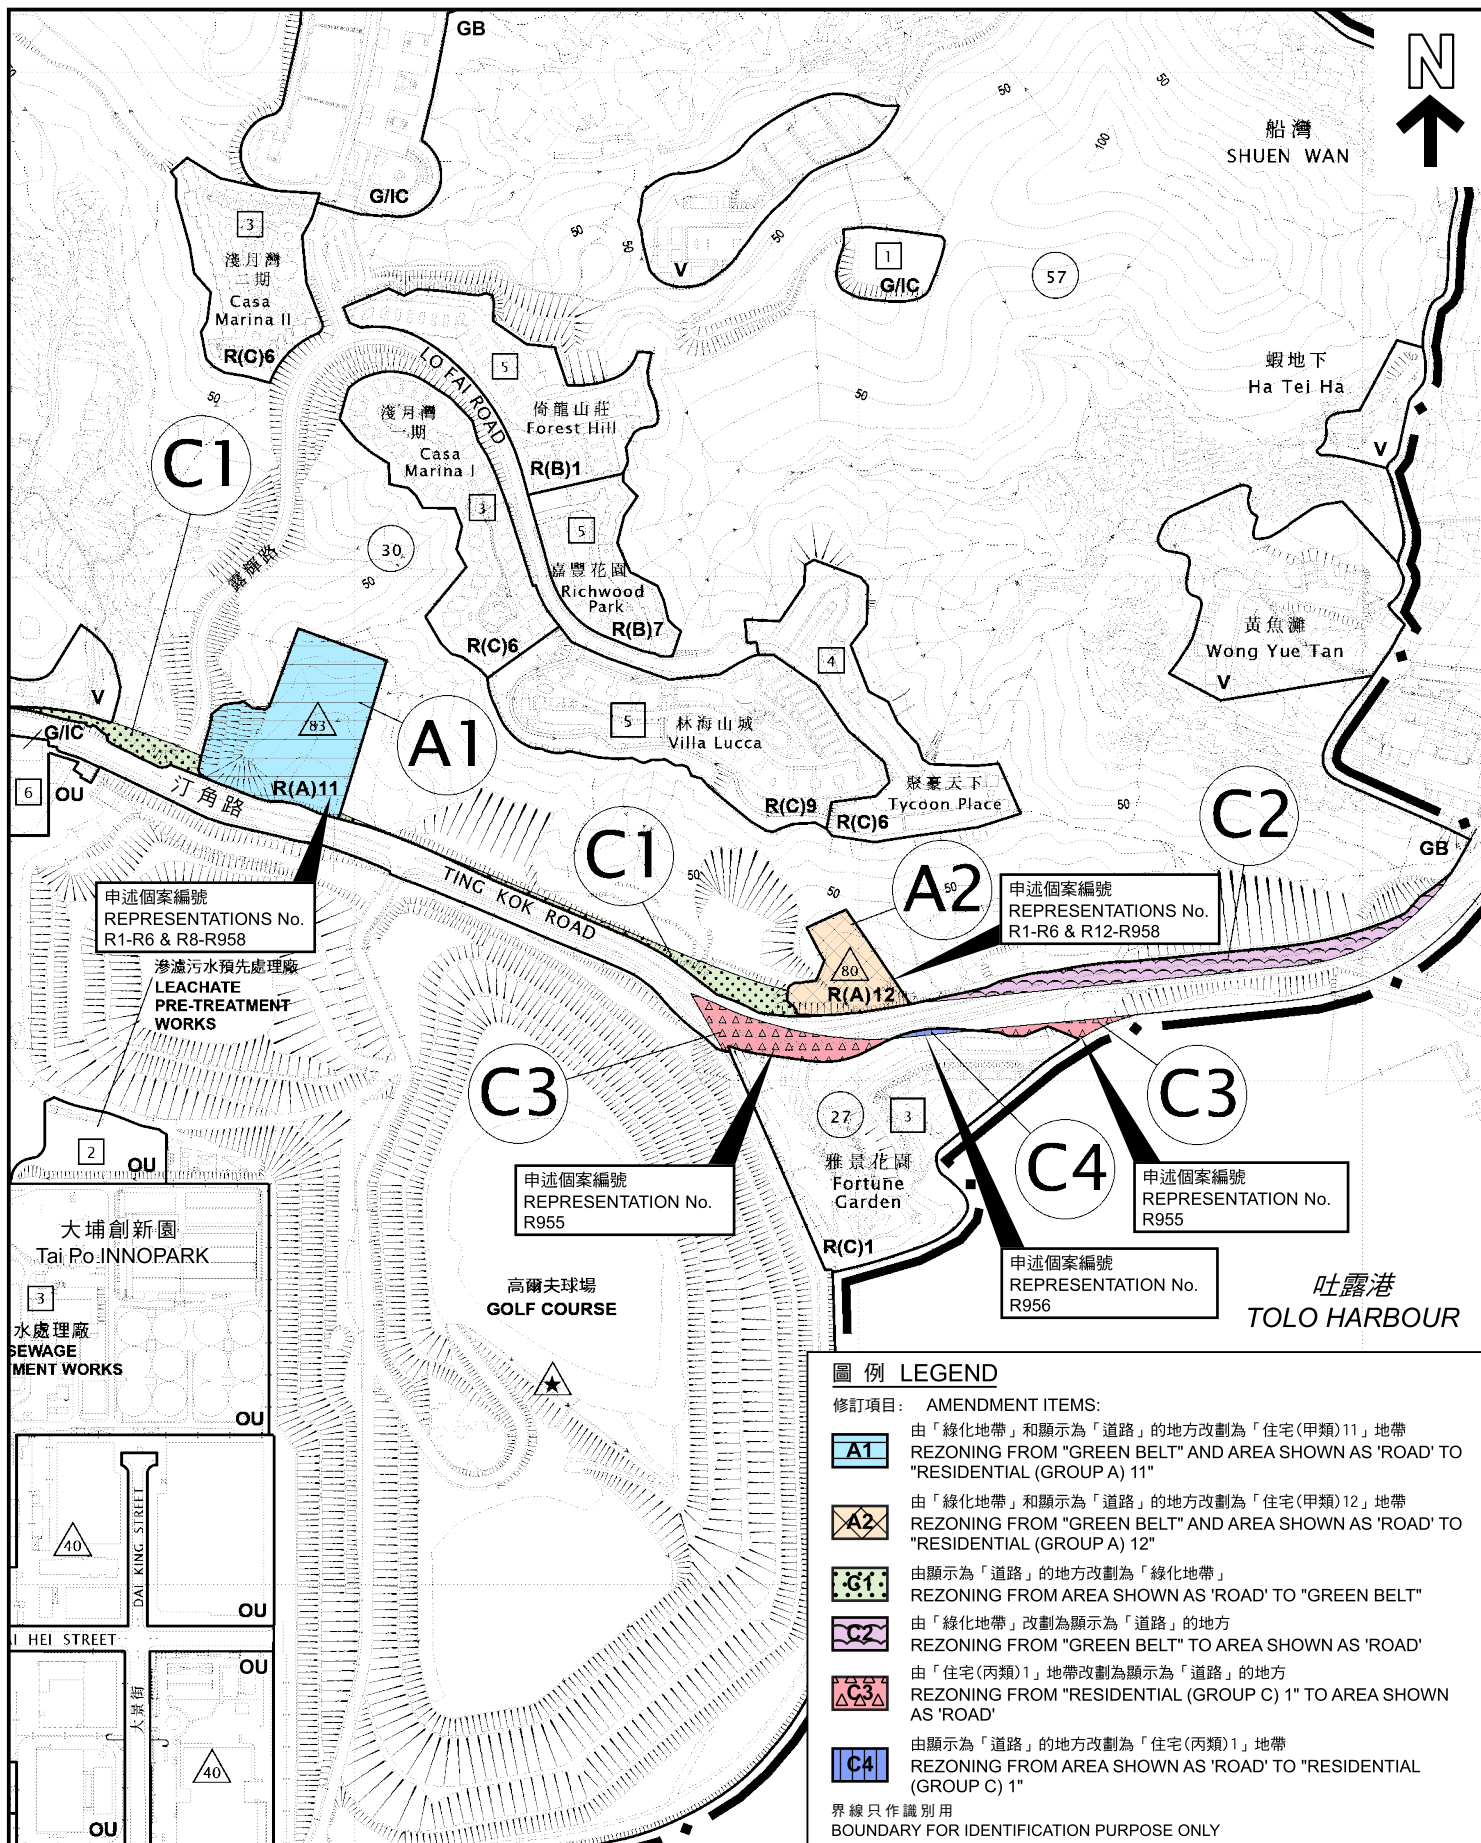 GB
N
船灣
SHUEN WAN
G/IC
3
淺月灣
二期
Casa
Marina II
R(C)6
50
50
100
50
50
50
V
1
G/IC
57
LO FAI ROAD
5
倚龍山莊
Forest Hill
R(B)1
淺月灣
一期
Casa
Marina I
3
50
50
蝦地下
Ha Tei Ha
V
C1
30
50
露輝路
5
嘉豐花園
Richwood
Park
R(B)7
R(C)6
4
黃魚灘
Wong Yue Tan
V
V
G/IC
6
OU
83
R(A)11
A1
汀角路
5
林海山城
Villa Lucca
R(C)9
聚豪天下
Tycoon Place
R(C)6
50
C2
GB
C1
50
50
A2
50
TING KOK ROAD
申述個案編號
REPRESENTATIONS No.
R1-R6 & R8-R958
申述個案編號
REPRESENTATIONS No.
R1-R6 & R12-R958
80
R(A)12
滲濾污水預先處理廠
LEACHATE
PRE-TREATMENT
WORKS
C3
C3
27
3
雅景花園
Fortune
Garden
R(C)1
C4
2
OU
申述個案編號
REPRESENTATION No.
R955
申述個案編號
REPRESENTATION No.
R955
申述個案編號
REPRESENTATION No.
R956
大埔創新園
Tai Po INNOPARK
3
水處理廠
SEWAGE
TMENT WORKS
OU
高爾夫球場
GOLF COURSE
吐露港
TOLO HARBOUR
40
DAI KING STREET
OU
AI HEI STREET
OU
大景街
40
OU
圖例 LEGEND
修訂項目: AMENDMENT ITEMS:
A1
由「綠化地帶」和顯示為「道路」的地方改劃為「住宅(甲類)11」地帶
REZONING FROM "GREEN BELT" AND AREA SHOWN AS 'ROAD' TO
"RESIDENTIAL (GROUP A) 11"
A2
由「綠化地帶」和顯示為「道路」的地方改劃為「住宅(甲類)12」地帶
REZONING FROM "GREEN BELT" AND AREA SHOWN AS 'ROAD' TO
"RESIDENTIAL (GROUP A) 12"
C1
由顯示為「道路」的地方改劃為「綠化地帶」
REZONING FROM AREA SHOWN AS 'ROAD' TO "GREEN BELT"
C2
由「綠化地帶」改劃為顯示為「道路」的地方
REZONING FROM "GREEN BELT" TO AREA SHOWN AS 'ROAD'
C3
由「住宅(丙類)1」地帶改劃為顯示為「道路」的地方
REZONING FROM "RESIDENTIAL (GROUP C) 1" TO AREA SHOWN
AS 'ROAD'
C4
由顯示為「道路」的地方改劃為「住宅(丙類)1」地帶
REZONING FROM AREA SHOWN AS 'ROAD' TO "RESIDENTIAL
(GROUP C) 1"
界線只作識別用
BOUNDARY FOR IDENTIFICATION PURPOSE ONLY